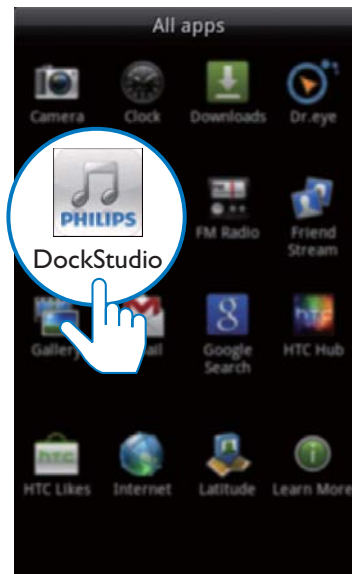 All apps
Camera Clock Downloads Dr.eye
PHILIPS
DockStudio
FM Radio Friend
Stream
Gallery ail Google
Search HTC Hub
hTC
HTC Likes Internet Latitude Learn More